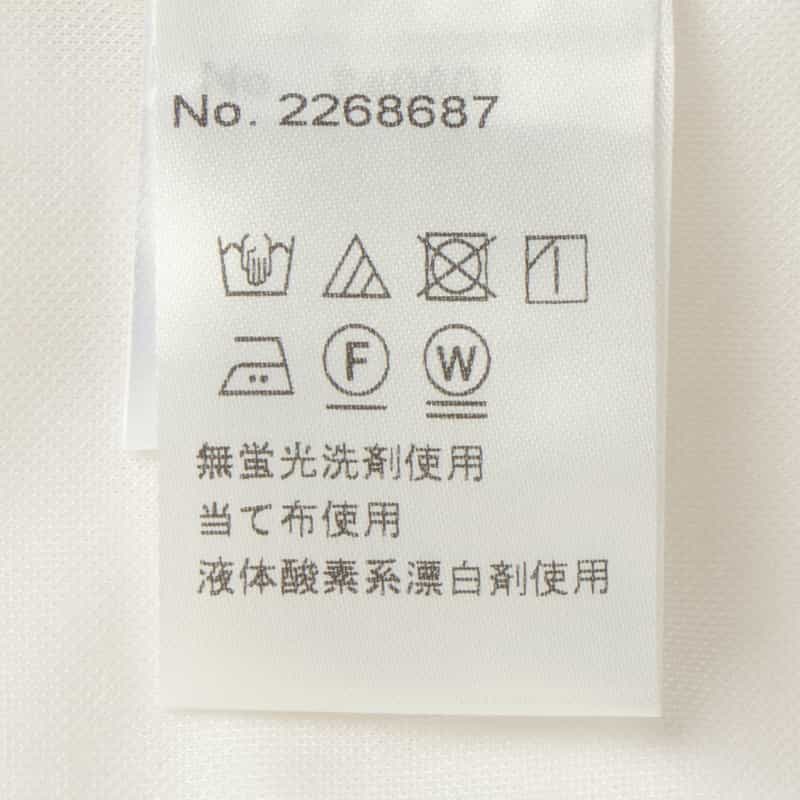 No. 2268687
F
W
無蛍光洗剤使用
当て布使用
液体酸素系漂白剤使用